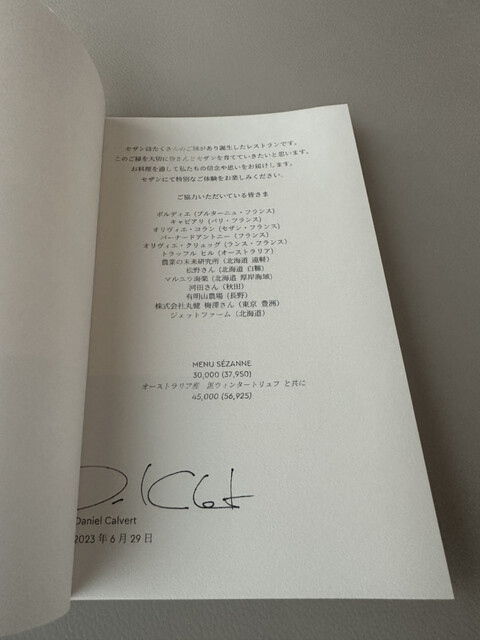 セザンはたくさんのご縁があり誕生したレストランです。
このご縁を大切に皆さんとセザンを育てていきたいと思います。
お料理を通して私たちの信念や思いをお届けします。
セザンにて特別なご体験をお楽しみください。
ご協力いただいている皆さま
ボルディエ (ブルターニュ・フランス)
キャビアリ (パリ・フランス)
オリヴィエ・コラン (セザン・フランス)
バーナードアントニー (フランス)
オリヴィエ・クリュッグ (ランス・フランス)
トラッフル ヒル (オーストラリア)
農業の未来研究所 (北海道 遠軽)
松野さん (北海道 白糠)
マルユウ海楽 (北海道 厚岸海域)
河田さん (秋田)
有明山農場 (長野)
株式会社丸健 梅澤さん (東京 豊洲)
ジェットファーム (北海道)
MENU SÉZANNE
30,000 (37,950)
オーストラリア産 黒ウィンタートリュフ と共に
45,000 (56,925)
Daniel Calvert
2023 年 6 月 29 日